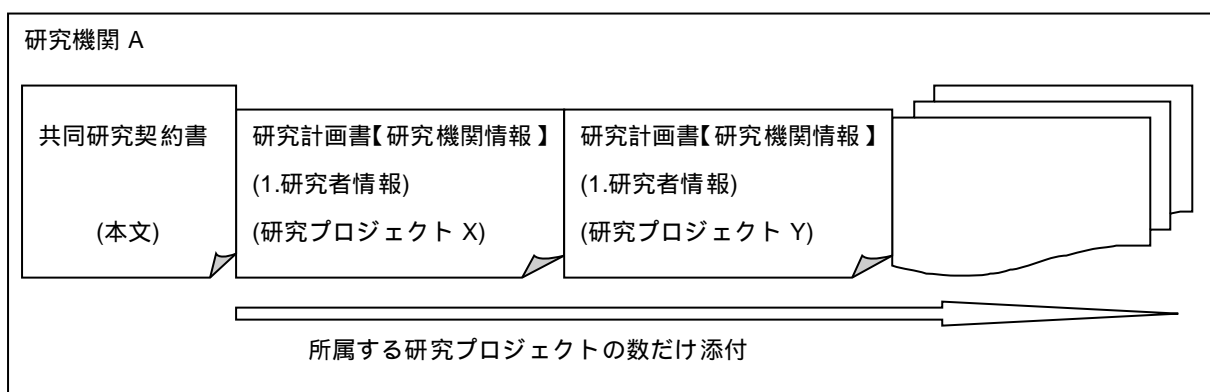 研究機関 A
共同研究契約書
(本文)
研究計画書【研究機関情報】
(1.研究者情報)
(研究プロジェクト X)
研究計画書【研究機関情報】
(1.研究者情報)
(研究プロジェクト Y)
所属する研究プロジェクトの数だけ添付